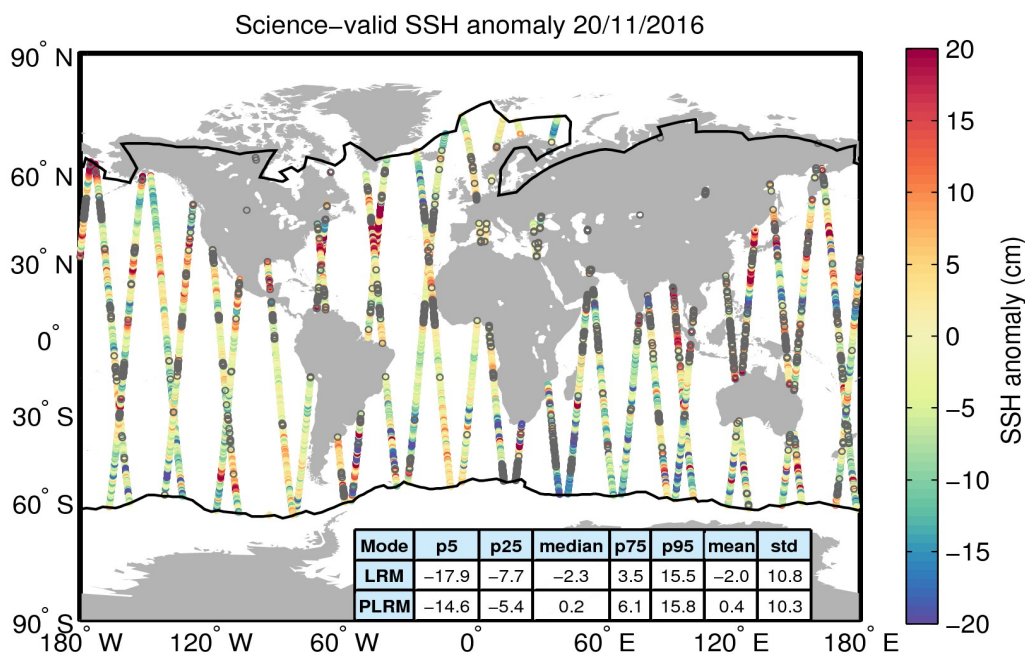 Science−valid SSH anomaly 20/11/2016
90° N
60° N
30° N
0°
30° S
60° S
90° S
180° W
120° W
60° W
0°
60° E
120° E
180° E
Mode p5 p25 median p75 p95 mean std
LRM −17.9 −7.7 −2.3 3.5 15.5 −2.0 10.8
PLRM −14.6 −5.4 0.2 6.1 15.8 0.4 10.3
20
15
10
5
0
−5
−10
−15
−20
SSH anomaly (cm)